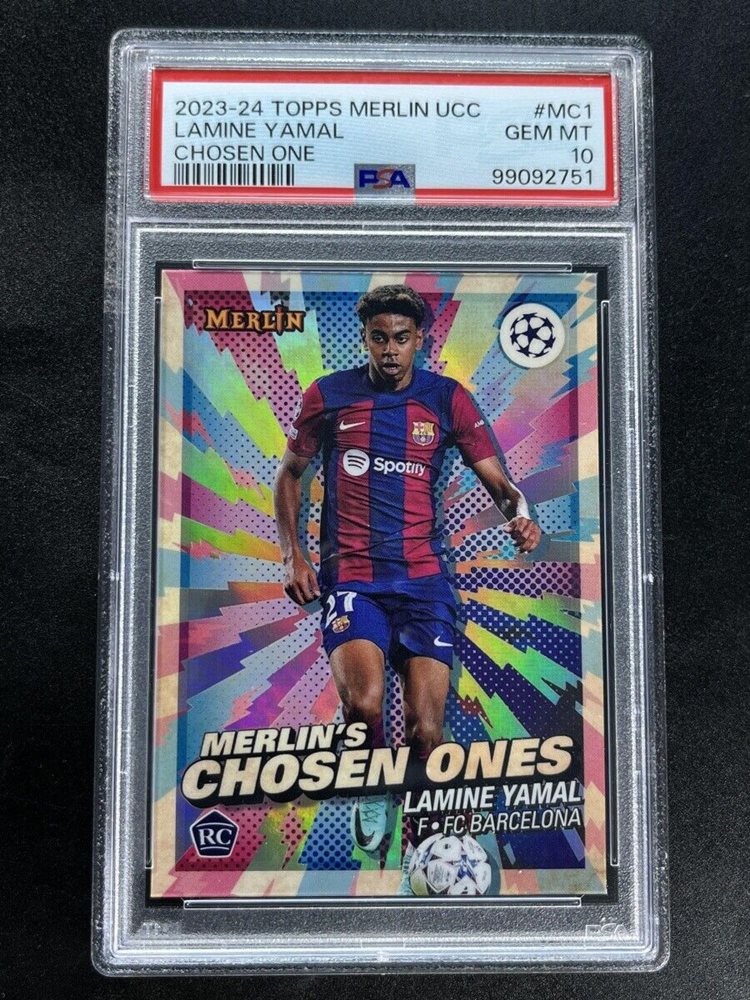 2023-24 TOPPS MERLIN UCC #MC1
LAMINE YAMAL GEM MT
CHOSEN ONE 10
PSA 99092751
MERLIN
Spotify
27
MERLIN'S
CHOSEN ONES
LAMINE YAMAL
F•FC BARCELONA
RC